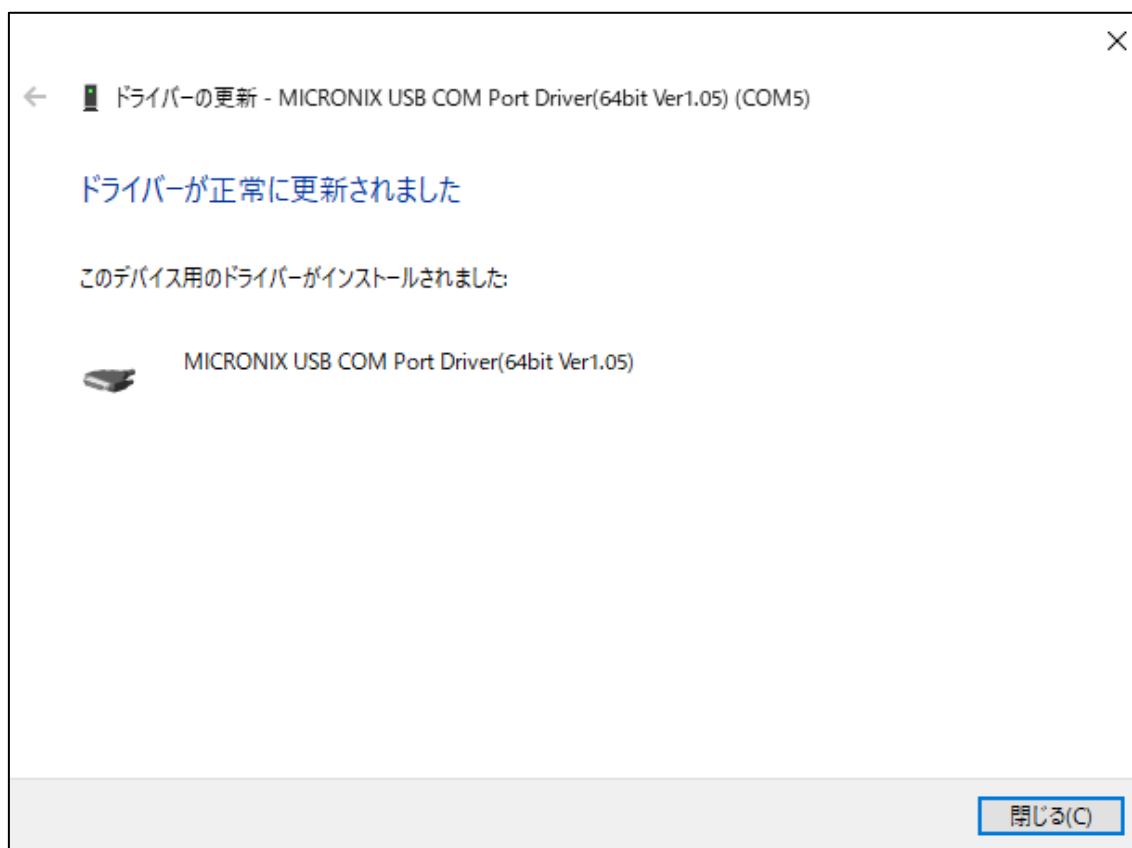 ドライバーの更新 - MICRONIX USB COM Port Driver(64bit Ver1.05) (COM5)
ドライバーが正常に更新されました
このデバイス用のドライバーがインストールされました:
MICRONIX USB COM Port Driver(64bit Ver1.05)
閉じる(C)